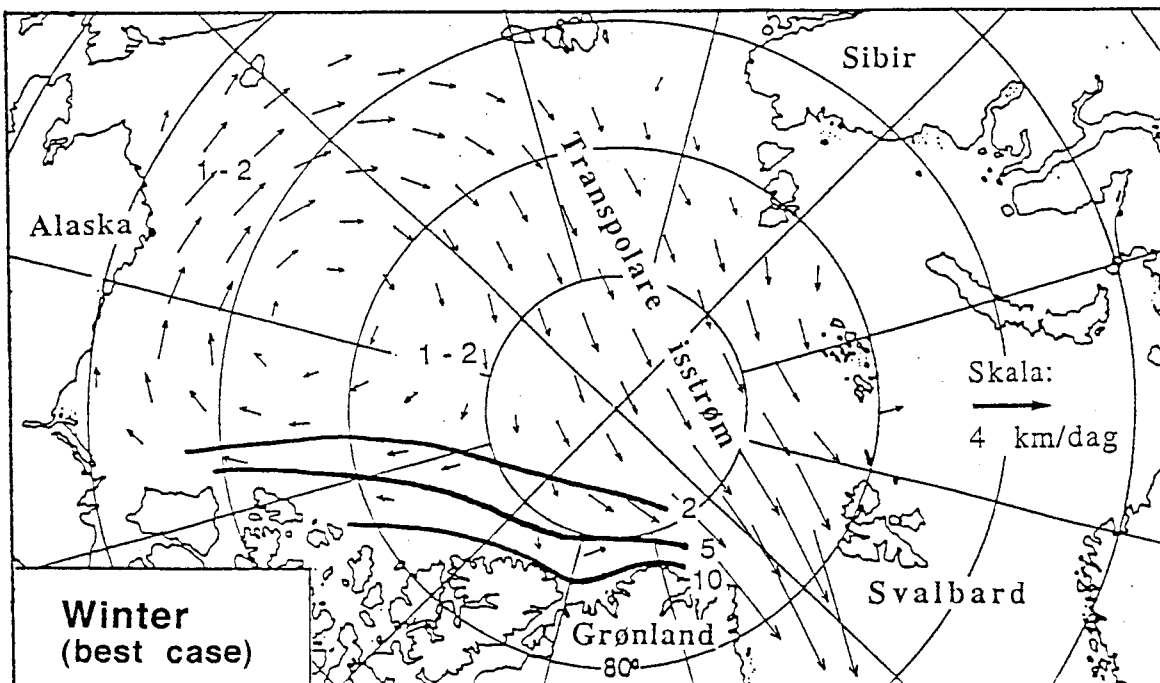 Sibir
1-2
Alaska
Transpolare isstrøm
1-2
Skala:
4 km/dag
2
5
10
Svalbard
Grønland
80º
Winter
(best case)